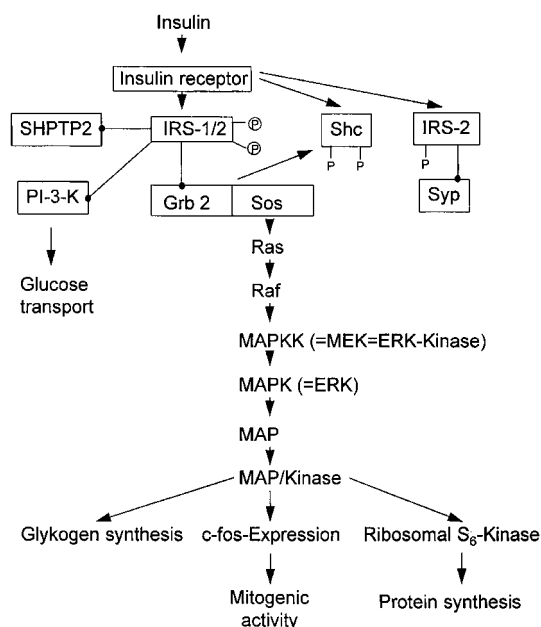 Insulin
Insulin receptor
SHPTP2
IRS-1/2
P
P
Shc
P P
IRS-2
P
Syp
PI-3-K
Grb 2
Sos
Glucose
transport
Ras
Raf
MAPKK (=MEK=ERK-Kinase)
MAPK (=ERK)
MAP
MAP/Kinase
Glykogen synthesis
c-fos-Expression
Ribosomal S6-Kinase
Mitogenic
activity
Protein synthesis